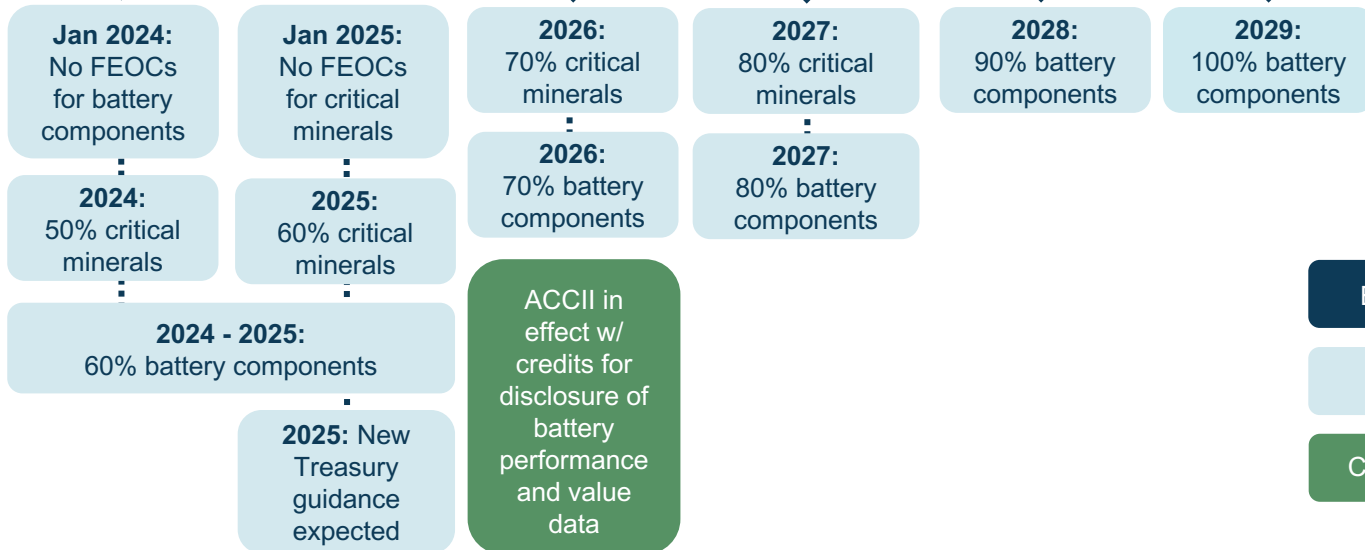 Jan 2024:
No FEOCs
for battery
components
Jan 2025:
No FEOCs
for critical
minerals
2026:
70% critical
minerals
2027:
80% critical
minerals
2028:
90% battery
components
2029:
100% battery
components
2024:
50% critical
minerals
2025:
60% critical
minerals
2026:
70% battery
components
2027:
80% battery
components
2024 - 2025:
60% battery components
2025: New
Treasury
guidance
expected
ACCII in
effect w/
credits for
disclosure of
battery
performance
and value
data
C